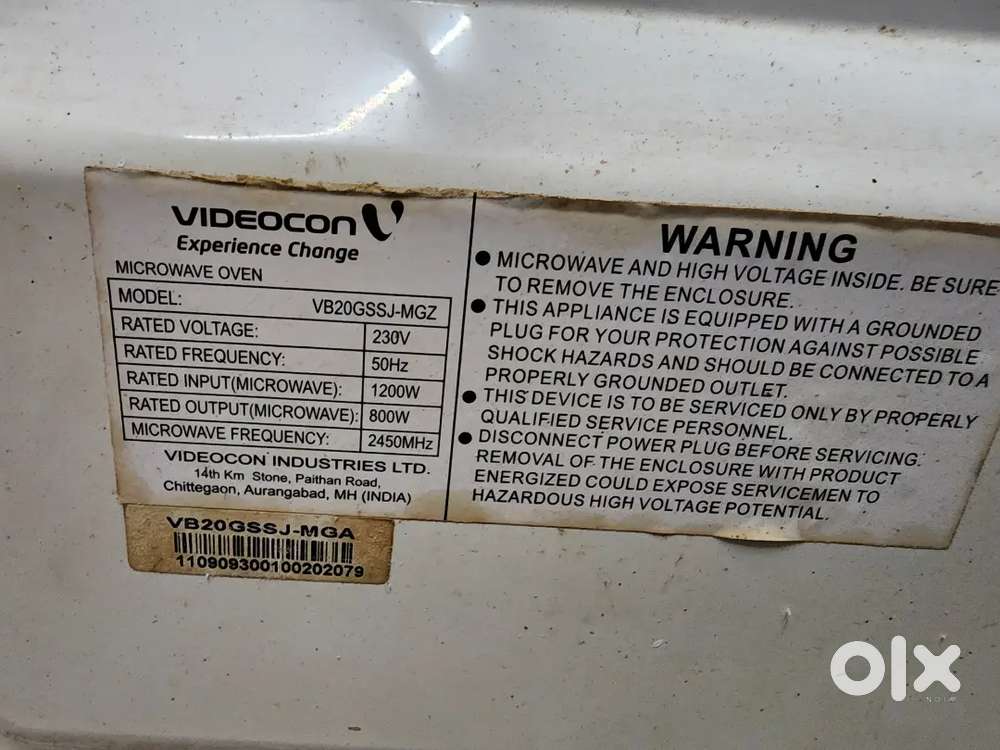 VIDEOCON
Experience Change
MICROWAVE OVEN
MODEL: VB20GSSJ-MGZ
RATED VOLTAGE: 230V
RATED FREQUENCY: 50Hz
RATED INPUT(MICROWAVE): 1200W
RATED OUTPUT(MICROWAVE): 800W
MICROWAVE FREQUENCY: 2450MHz
VIDEOCON INDUSTRIES LTD.
14th Km Stone, Paithan Road,
Chittegaon, Aurangabad, MH (INDIA)
VB20GSSJ-MGA
110909300100202079
WARNING
● MICROWAVE AND HIGH VOLTAGE INSIDE. BE SURE
TO REMOVE THE ENCLOSURE.
● THIS APPLIANCE IS EQUIPPED WITH A GROUNDED
PLUG FOR YOUR PROTECTION AGAINST POSSIBLE
SHOCK HAZARDS AND SHOULD BE CONNECTED TO A
PROPERLY GROUNDED OUTLET.
● THIS DEVICE IS TO BE SERVICED ONLY BY PROPERLY
QUALIFIED SERVICE PERSONNEL.
● DISCONNECT POWER PLUG BEFORE SERVICING.
REMOVAL OF THE ENCLOSURE WITH PRODUCT
ENERGIZED COULD EXPOSE SERVICEMEN TO
HAZARDOUS HIGH VOLTAGE POTENTIAL.
olx
INDIA